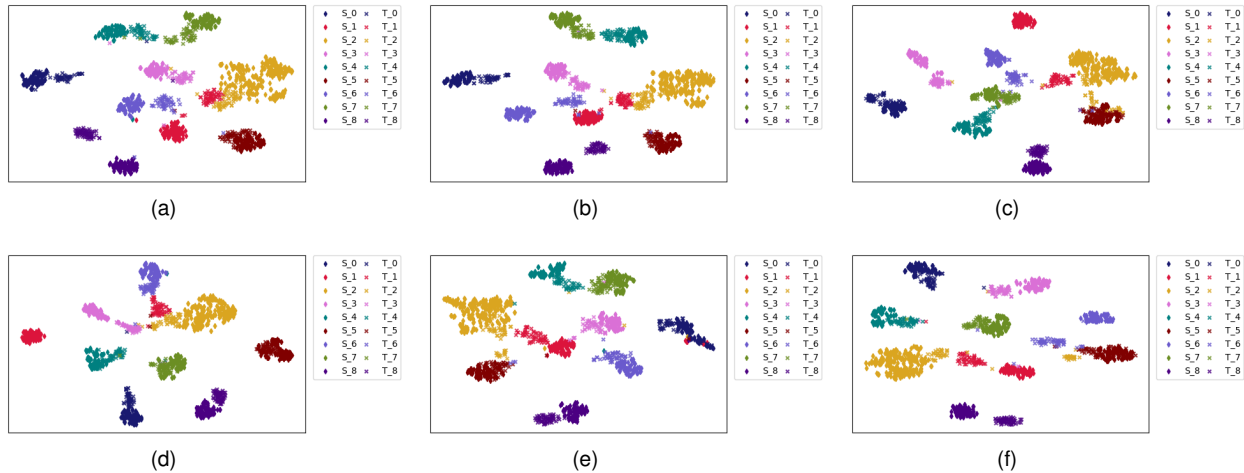 S_0 T_0 S_0 T_0 S_0 T_0
S_1 T_1 S_1 T_1 S_1 T_1
S_2 T_2 S_2 T_2 S_2 T_2
S_3 T_3 S_3 T_3 S_3 T_3
S_4 T_4 S_4 T_4 S_4 T_4
S_5 T_5 S_5 T_5 S_5 T_5
S_6 T_6 S_6 T_6 S_6 T_6
S_7 T_7 S_7 T_7 S_7 T_7
S_8 T_8 S_8 T_8 S_8 T_8
(a) (b) (c)
S_0 T_0 S_0 T_0 S_0 T_0
S_1 T_1 S_1 T_1 S_1 T_1
S_2 T_2 S_2 T_2 S_2 T_2
S_3 T_3 S_3 T_3 S_3 T_3
S_4 T_4 S_4 T_4 S_4 T_4
S_5 T_5 S_5 T_5 S_5 T_5
S_6 T_6 S_6 T_6 S_6 T_6
S_7 T_7 S_7 T_7 S_7 T_7
S_8 T_8 S_8 T_8 S_8 T_8
(d) (e) (f)